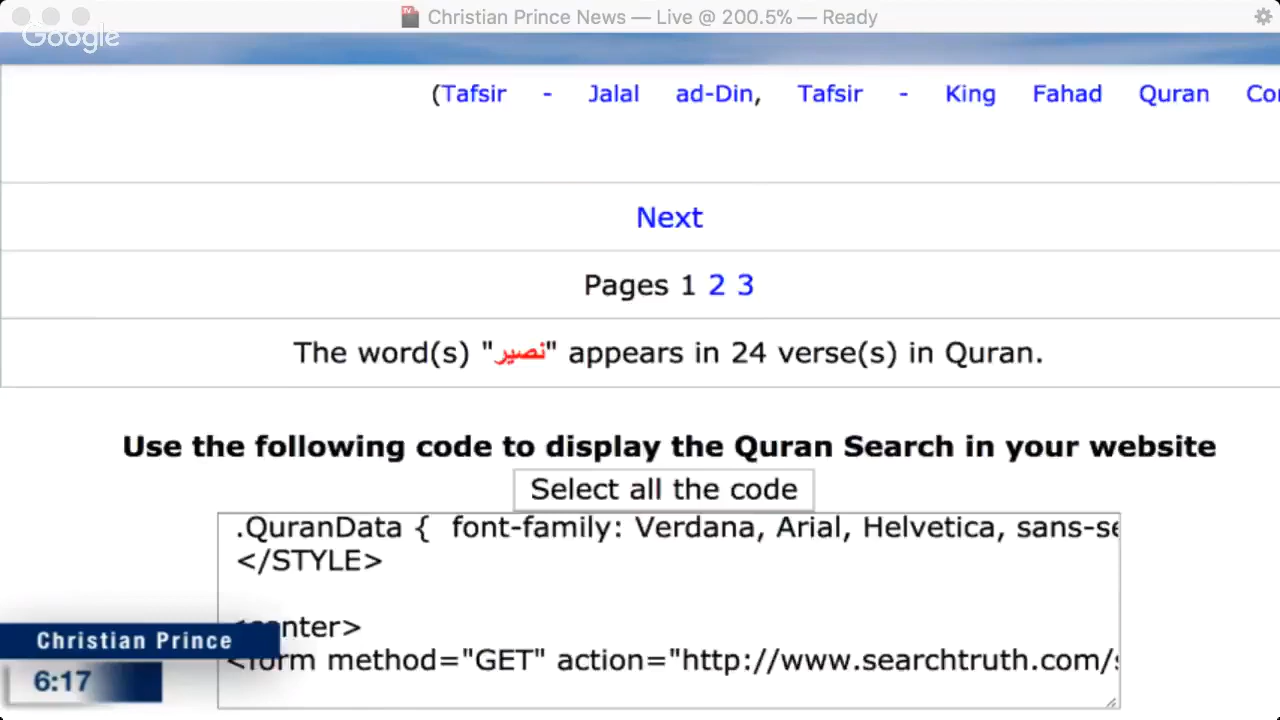 Christian Prince News — Live @ 200.5% — Ready
Google
(Tafsir - Jalal ad-Din, Tafsir - King Fahad Quran
Next
Pages 1 2 3
The word(s) "نصير" appears in 24 verse(s) in Quran.
Use the following code to display the Quran Search in your website
Select all the code
.QuranData { font-family: Verdana, Arial, Helvetica, sans-se
</STYLE>
<center>
<form method="GET" action="http://www.searchtruth.com/s
Christian Prince
6:17